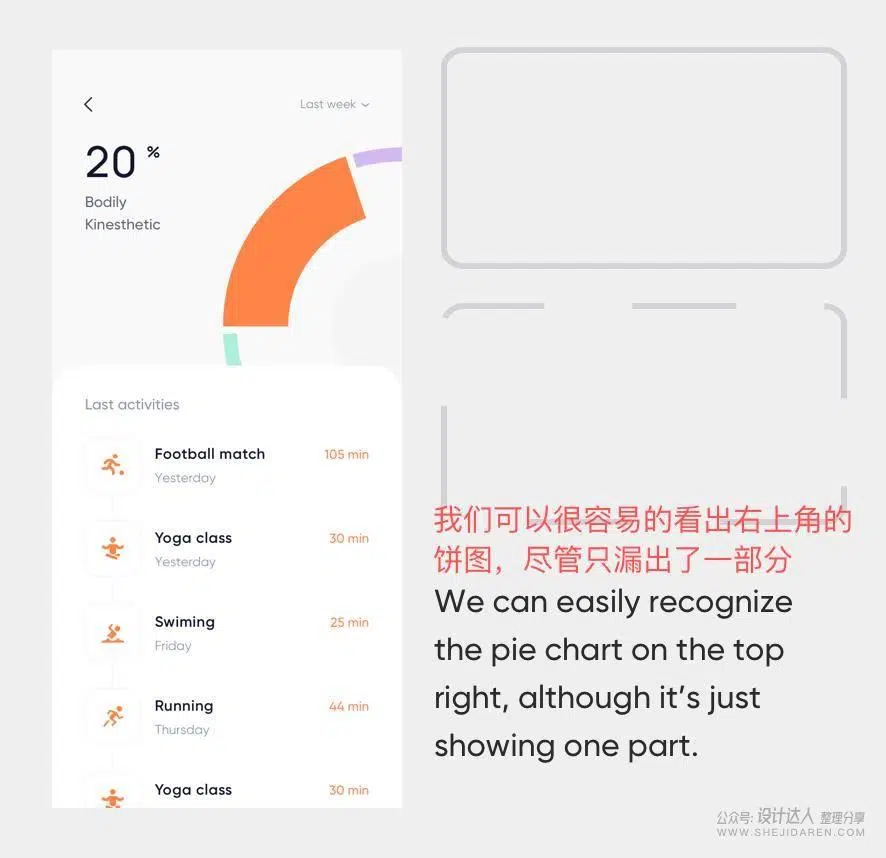 Last week
20 %
Bodily
Kinesthetic
Last activities
Football match
105 min
Yesterday
Yoga class
30 min
Yesterday
Swiming
25 min
Friday
Running
44 min
Thursday
Yoga class
30 min
我们可以很容易的看出右上角的
饼图，尽管只漏出了一部分
We can easily recognize
the pie chart on the top
right, although it’s just
showing one part.
公众号: 设计达人 整理分享
WWW.SHEJIDAREN.COM